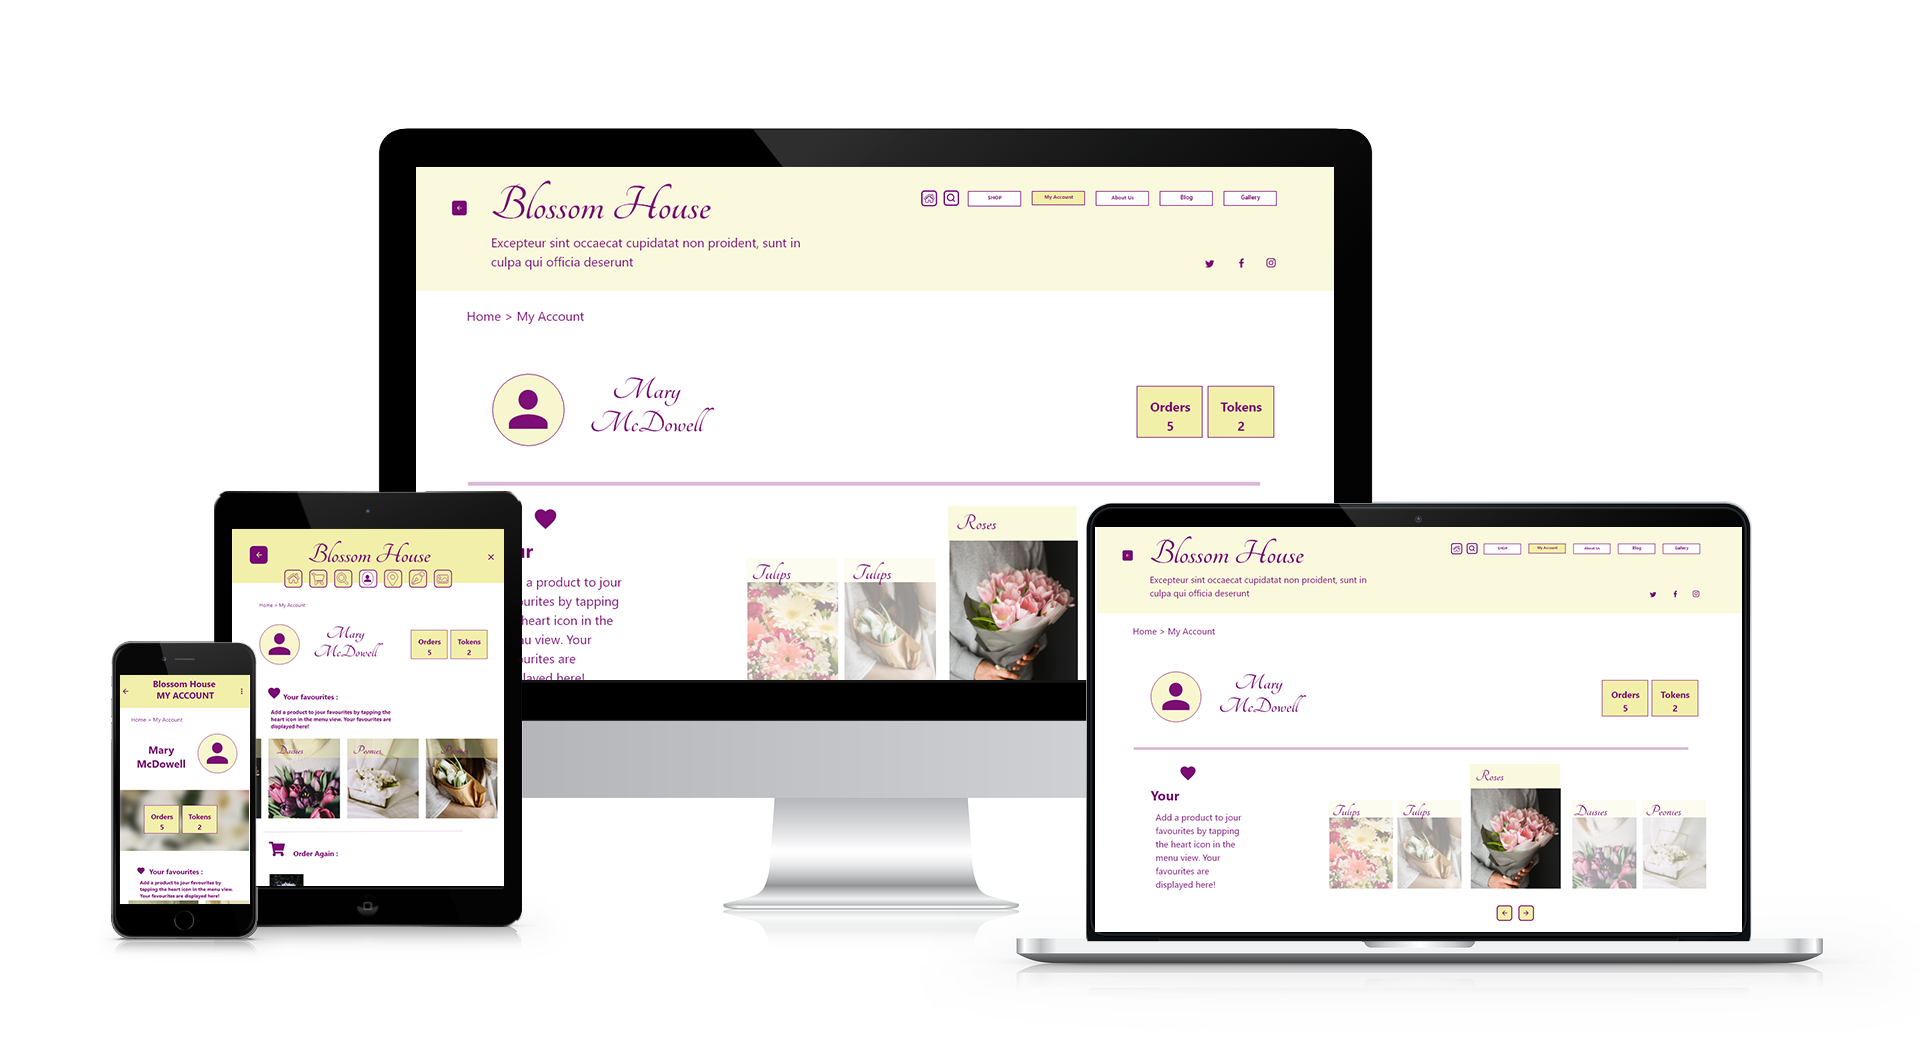 Blossom House
SHOP
My Account
About Us
Blog
Gallery
Excepteur sint occaecat cupidatat non proident, sunt in
culpa qui officia deserunt
Home > My Account
Mary
McDowell
Orders
5
Tokens
2
a product to jour
by tapping
heart icon in the
view. Your
are
here!
Tulips
Tulips
Roses
Blossom House
Home > My Account
Mary
McDowell
Orders
5
Tokens
2
Your favourites :
Add a product to jour favourites by tapping the
heart icon in the menu view. Your favourites are
displayed here!
Daisies
Peonies
Peonies
Order Again :
Blossom House
MY ACCOUNT
Home > My Account
Mary
McDowell
Orders
5
Tokens
2
Your favourites :
Add a product to jour favourites by
tapping the heart icon in the menu view.
Your favourites are displayed here!
Blossom House
SHOP
My Account
About Us
Blog
Gallery
Excepteur sint occaecat cupidatat non proident, sunt in
culpa qui officia deserunt
Home > My Account
Mary
McDowell
Orders
5
Tokens
2
Your
Add a product to jour
favourites by tapping
the heart icon in the
menu view. Your
favourites are
displayed here!
Tulips
Tulips
Roses
Daisies
Peonies